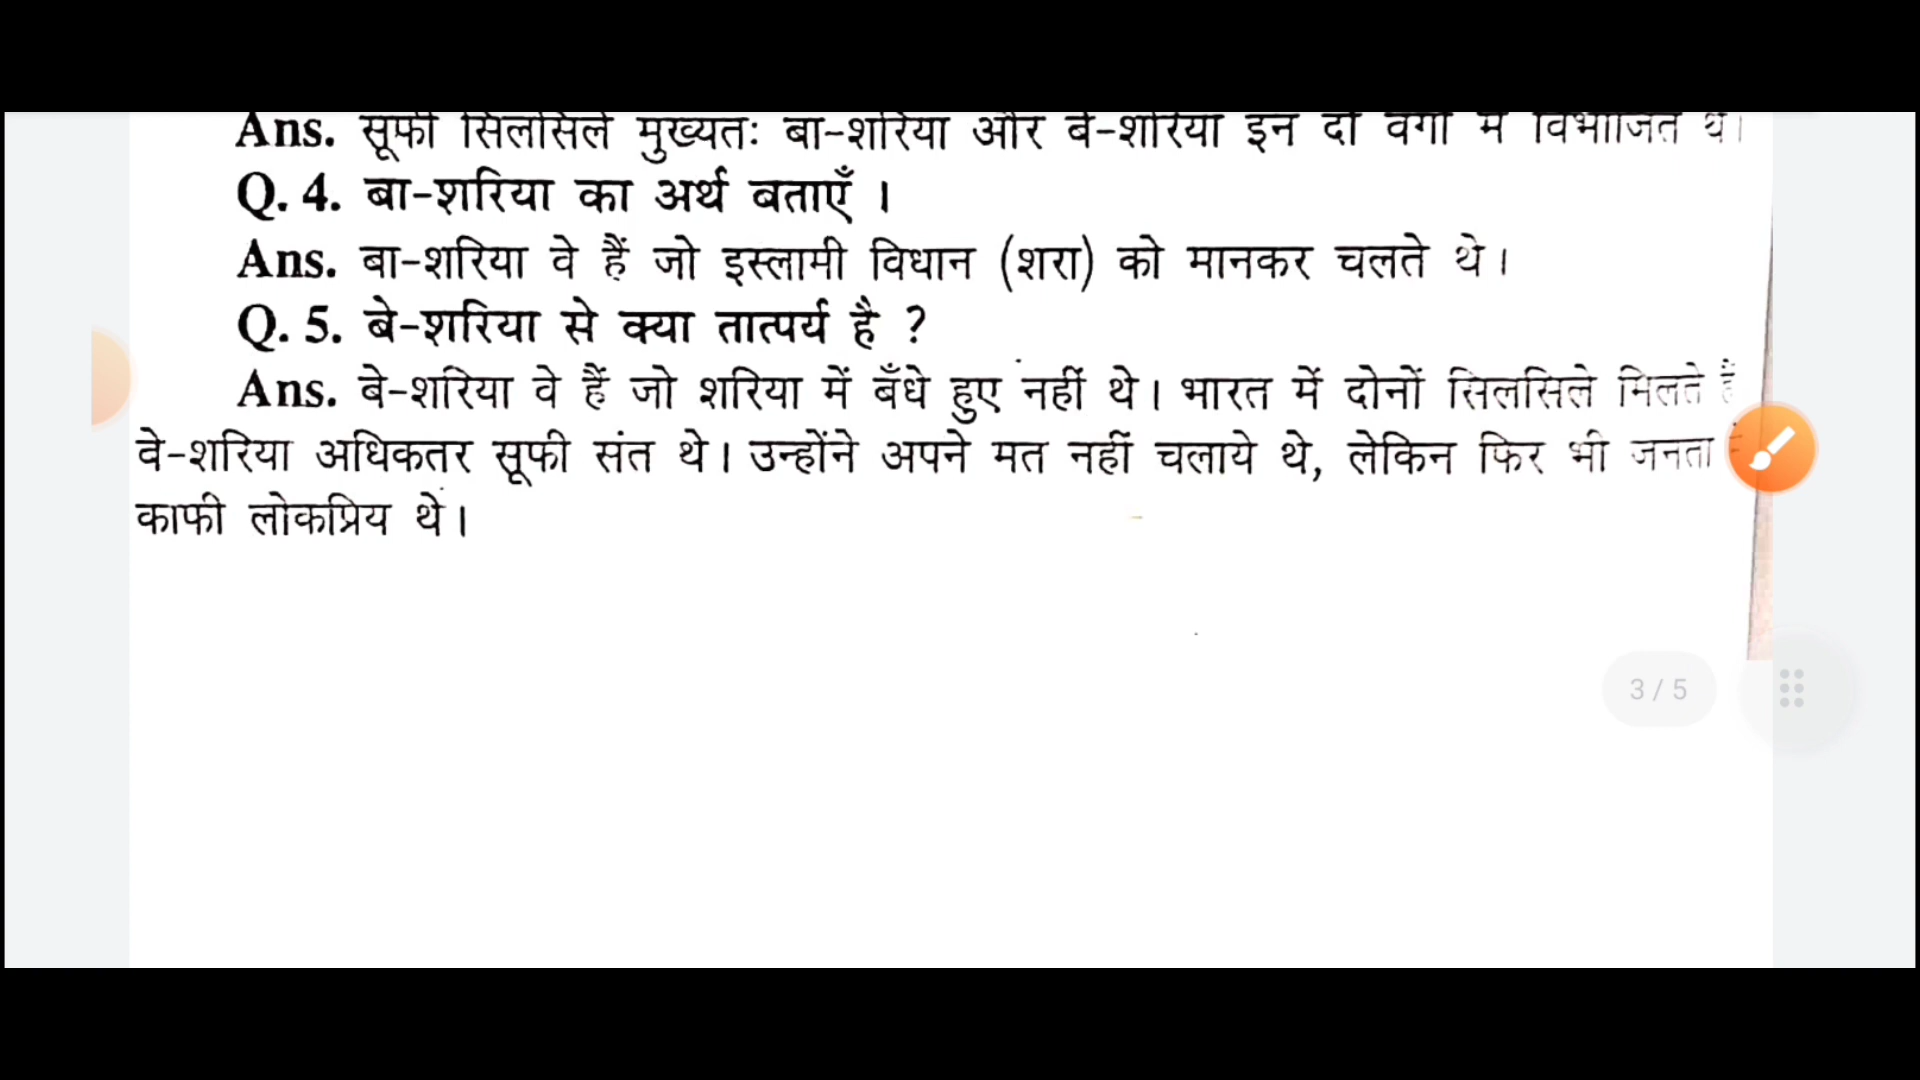 Ans. सूफी सिलसिले मुख्यतः बा-शरिया और बे-शरिया इन दो वर्गों में विभाजित थे।
Q. 4. बा-शरिया का अर्थ बताएँ ।
Ans. बा-शरिया वे हैं जो इस्लामी विधान (शरा) को मानकर चलते थे।
Q. 5. बे-शरिया से क्या तात्पर्य है ?
Ans. बे-शरिया वे हैं जो शरिया में बँधे हुए नहीं थे। भारत में दोनों सिलसिले मिलते हैं
वे-शरिया अधिकतर सूफी संत थे। उन्होंने अपने मत नहीं चलाये थे, लेकिन फिर भी जनता
काफी लोकप्रिय थे।
3 / 5